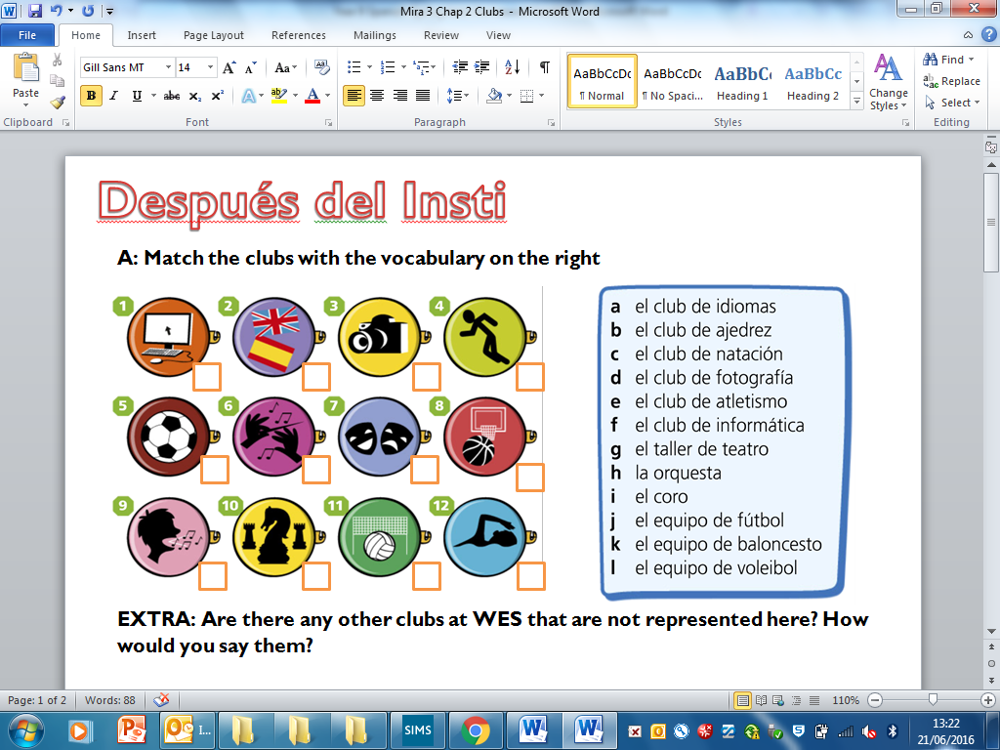 Mira 3 Chap 2 Clubs - Microsoft Word
File Home Insert Page Layout References Mailings Review View
Paste
Gill Sans MT 14
B I U abc x₂ x²
AaBbCcDc AaBbCcDc AaBbC AaBbCc
¶ Normal ¶ No Spaci... Heading 1 Heading 2
Change
Styles
Find
Replace
Select
Clipboard Font Paragraph Styles Editing
Después del Insti
A: Match the clubs with the vocabulary on the right
1 2 3 4
5 6 7 8
9 10 11 12
a el club de idiomas
b el club de ajedrez
c el club de natación
d el club de fotografía
e el club de atletismo
f el club de informática
g el taller de teatro
h la orquesta
i el coro
j el equipo de fútbol
k el equipo de baloncesto
l el equipo de voleibol
EXTRA: Are there any other clubs at WES that are not represented here? How
would you say them?
Page: 1 of 2 Words: 88 110%
I... SIMS
13:22
21/06/2016